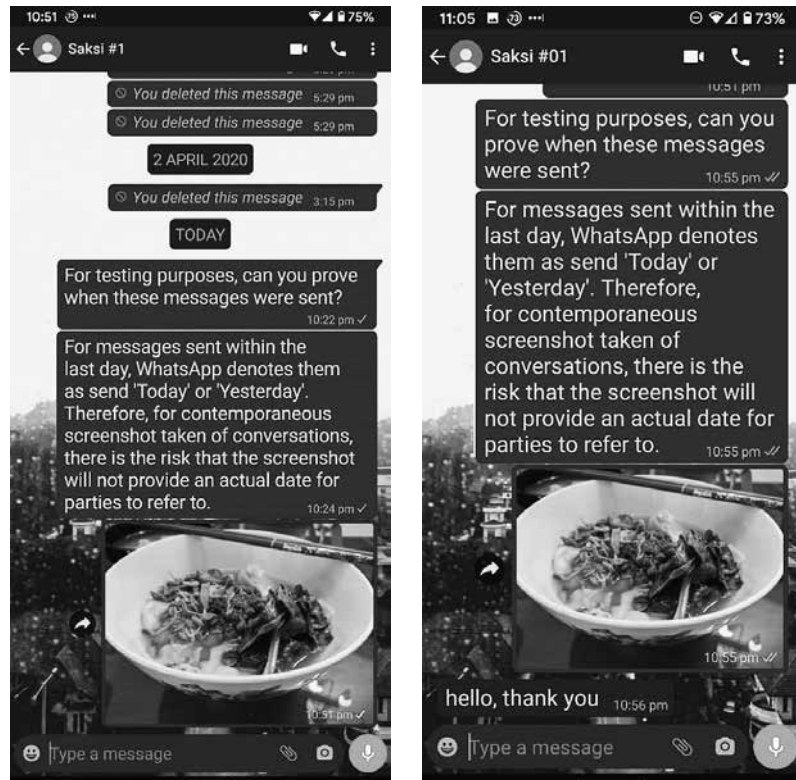 10:51 75%
Saksi #1
You deleted this message 5:29 pm
You deleted this message 5:29 pm
2 APRIL 2020
You deleted this message 3:15 pm
TODAY
For testing purposes, can you prove
when these messages were sent?
10:22 pm
For messages sent within the
last day, WhatsApp denotes them
as send 'Today' or 'Yesterday'.
Therefore, for contemporaneous
screenshot taken of conversations,
there is the risk that the screenshot
will not provide an actual date for
parties to refer to.
10:24 pm
10:51 pm
Type a message
11:05 73%
Saksi #01
10:51 pm
For testing purposes, can you
prove when these messages
were sent?
10:55 pm
For messages sent within the
last day, WhatsApp denotes
them as send 'Today' or
'Yesterday'. Therefore,
for contemporaneous
screenshot taken of
conversations, there is the
risk that the screenshot will
not provide an actual date for
parties to refer to.
10:55 pm
10:55 pm
hello, thank you 10:56 pm
Type a message